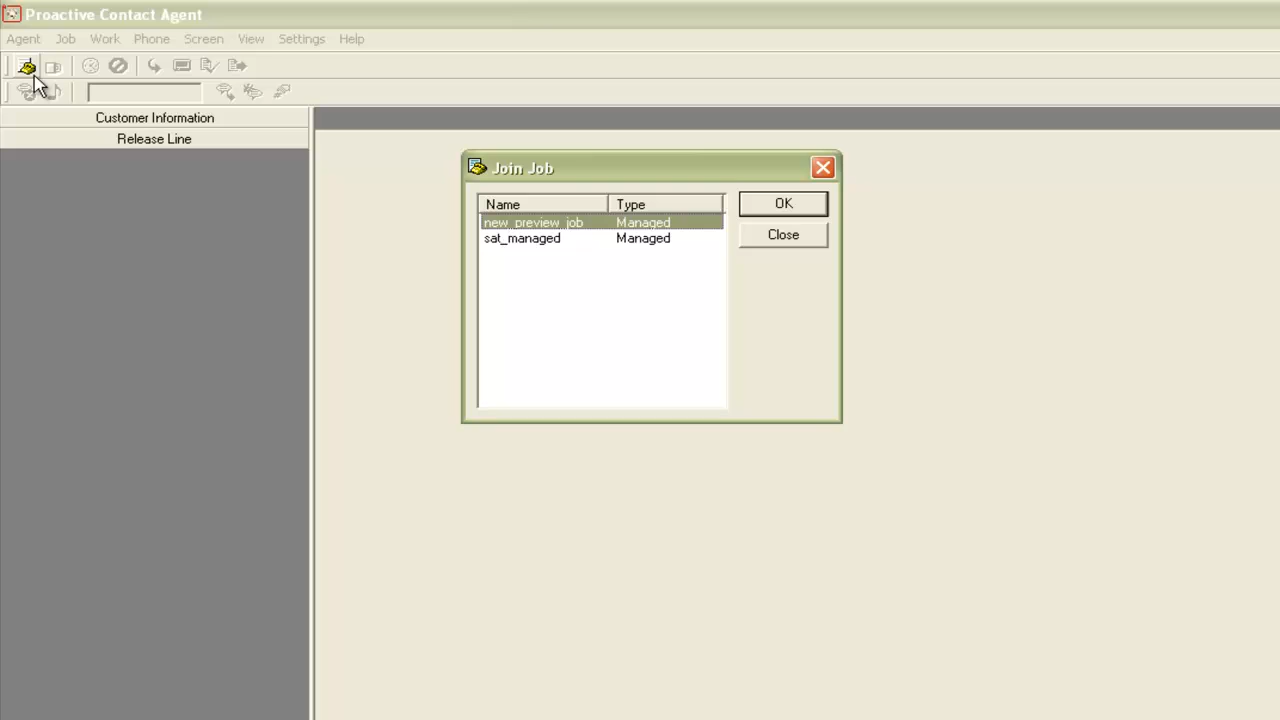 Proactive Contact Agent
Agent Job Work Phone Screen View Settings Help
Customer Information
Release Line
Join Job
Name Type
new_preview_job Managed
sat_managed Managed
OK
Close